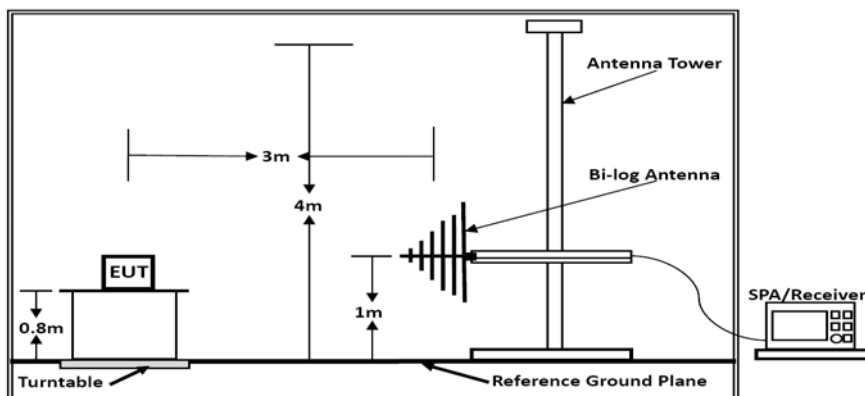 Antenna Tower
3m
Bi-log Antenna
4m
EUT
SPA/Receiver
0.8m
1m
Turntable
Reference Ground Plane